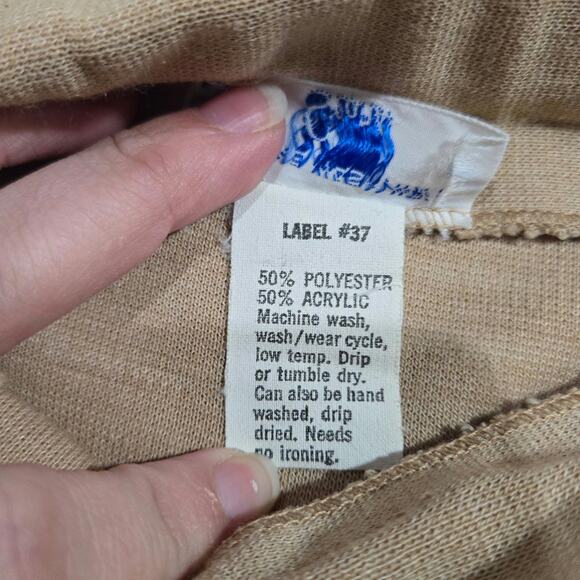 LABEL #37
50% POLYESTER
50% ACRYLIC
Machine wash,
wash/wear cycle,
low temp. Drip
or tumble dry.
Can also be hand
washed, drip
dried. Needs
no ironing.